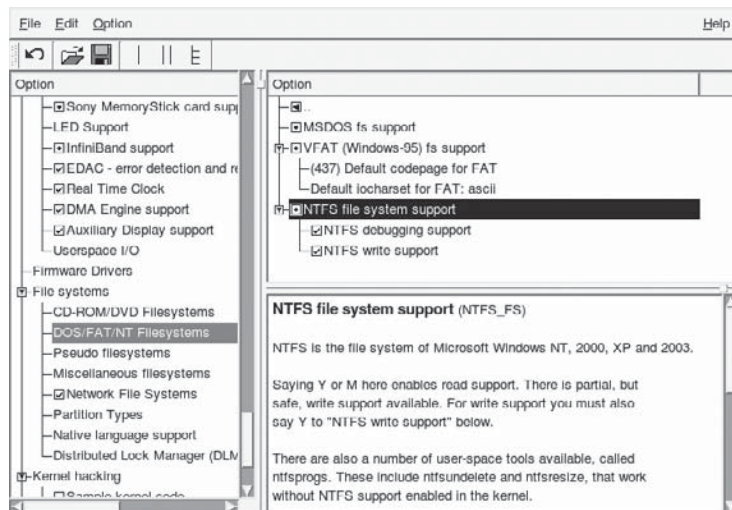 File Edit Option Help
Option
Sony MemoryStick card supp
LED Support
InfiniBand support
EDAC - error detection and re
Real Time Clock
DMA Engine support
Auxiliary Display support
Userspace I/O
Firmware Drivers
File systems
CD-ROM/DVD Filesystems
DOS/FAT/NT Filesystems
Pseudo filesystems
Miscellaneous filesystems
Network File Systems
Partition Types
Native language support
Distributed Lock Manager (DLM
Kernel hacking
Sample kernel code
Option
..
MSDOS fs support
VFAT (Windows-95) fs support
(437) Default codepage for FAT
Default iocharset for FAT: ascii
NTFS file system support
NTFS debugging support
NTFS write support
NTFS file system support (NTFS_FS)
NTFS is the file system of Microsoft Windows NT, 2000, XP and 2003.
Saying Y or M here enables read support. There is partial, but
safe, write support available. For write support you must also
say Y to "NTFS write support" below.
There are also a number of user-space tools available, called
ntfsprogs. These include ntfsundelete and ntfsresize, that work
without NTFS support enabled in the kernel.